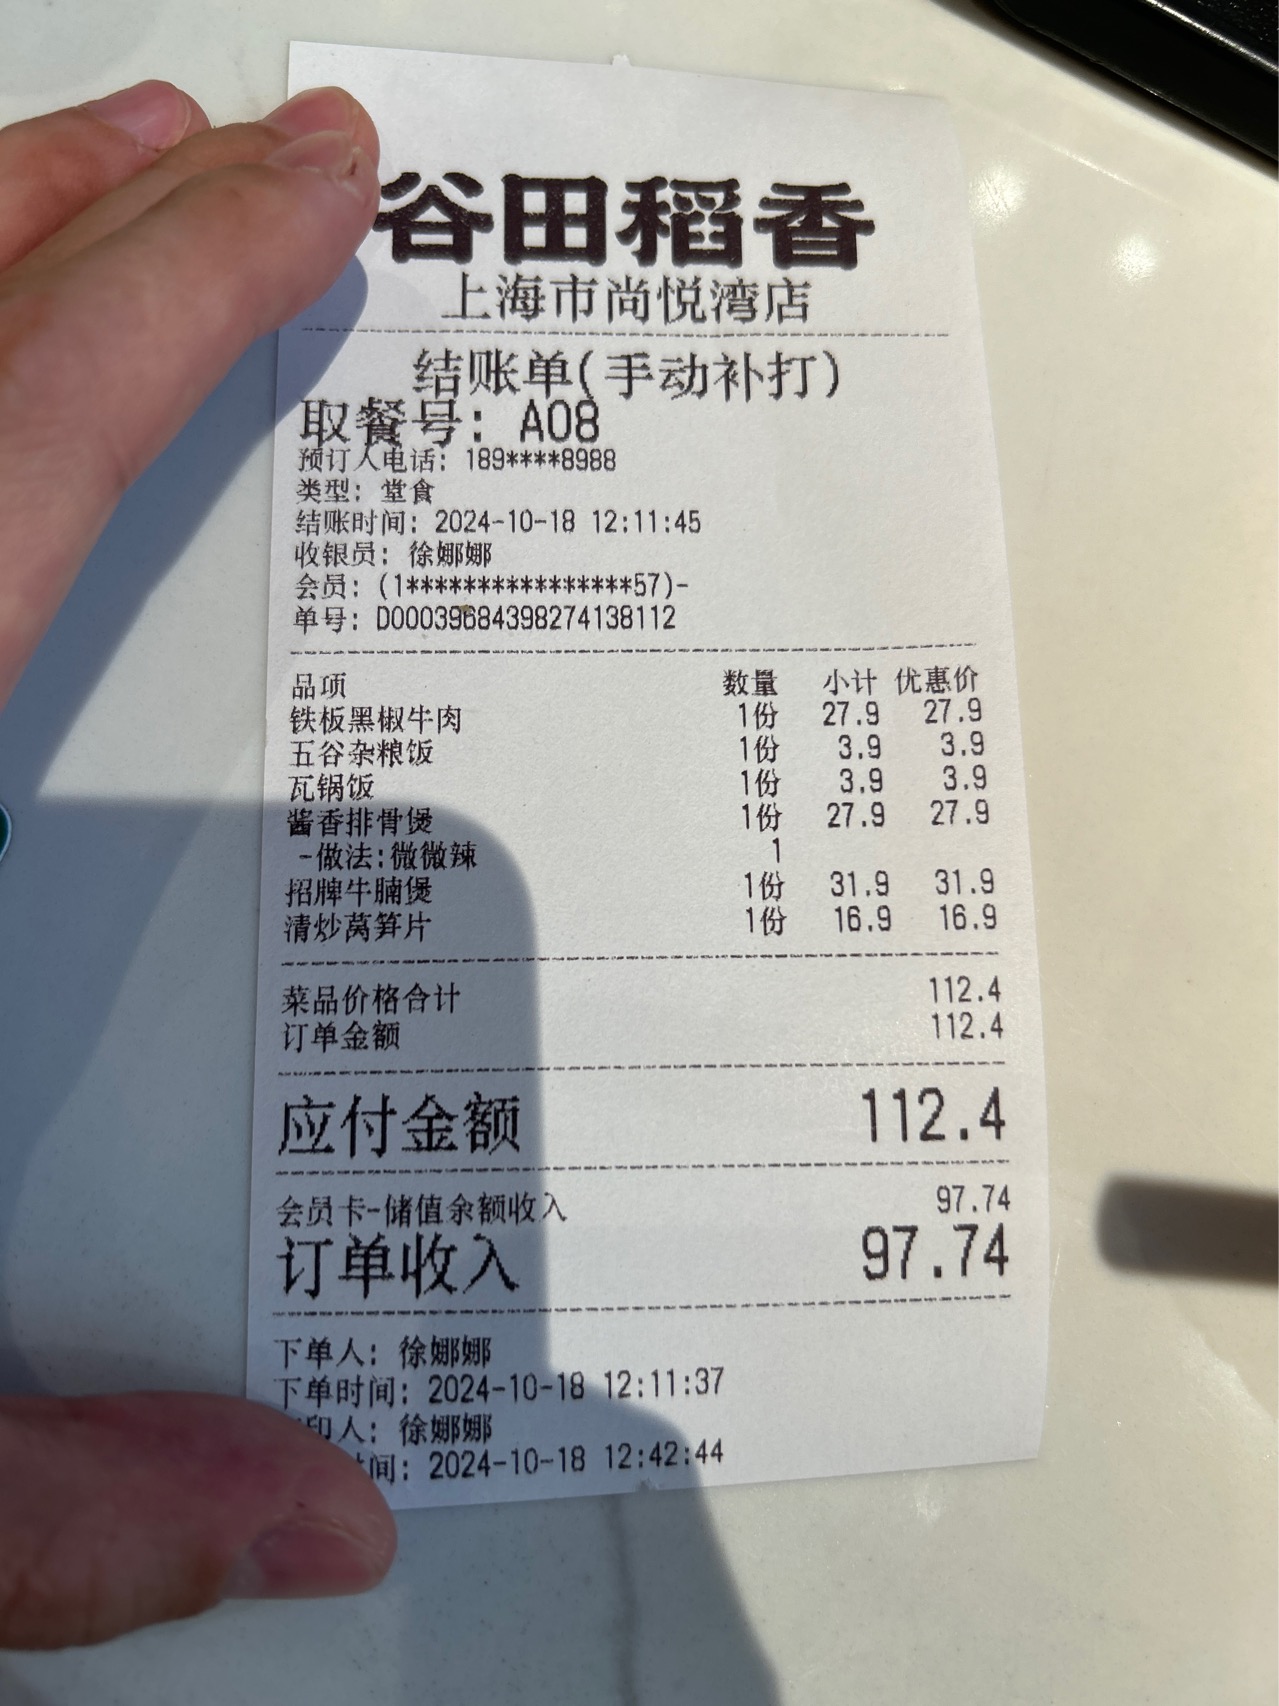 谷田稻香
上海市尚悦湾店
结账单(手动补打)
取餐号: A08
预订人电话: 189****8988
类型: 堂食
结账时间: 2024-10-18 12:11:45
收银员: 徐娜娜
会员: (1****************57)-
单号: D00039684398274138112
品项 数量 小计 优惠价
铁板黑椒牛肉 1份 27.9 27.9
五谷杂粮饭 1份 3.9 3.9
瓦锅饭 1份 3.9 3.9
酱香排骨煲 1份 27.9 27.9
-做法:微微辣 1
招牌牛腩煲 1份 31.9 31.9
清炒莴笋片 1份 16.9 16.9
菜品价格合计 112.4
订单金额 112.4
应付金额 112.4
会员卡-储值余额收入 97.74
订单收入 97.74
下单人: 徐娜娜
下单时间: 2024-10-18 12:11:37
印人: 徐娜娜
时间: 2024-10-18 12:42:44